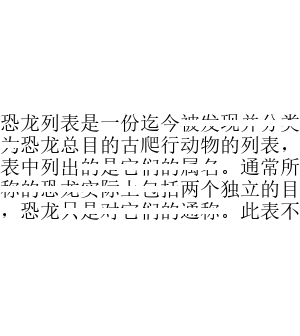 恐龙列表是一份迄今被发现并分类
为恐龙总目的古爬行动物的列表，
表中列出的是它们的属名。通常所
称的恐龙实际上包括两个独立的目
，恐龙只是对它们的通称。此表不